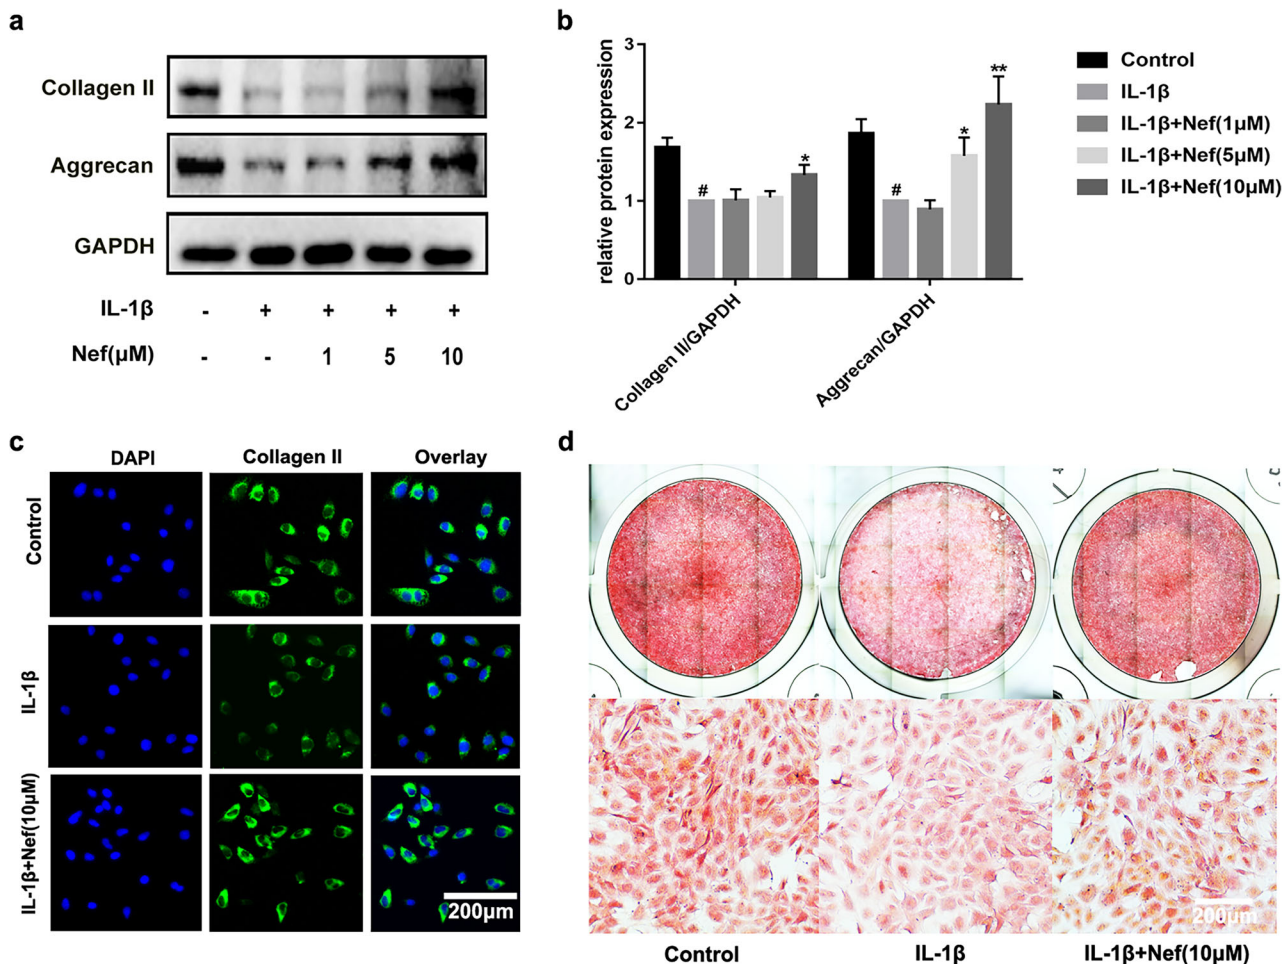 a
Collagen II
Aggrecan
GAPDH
IL-1β - + + + +
Nef(μM) - - 1 5 10
b
relative protein expression
3
2
1
0
# * # * **
Collagen II/GAPDH
Aggrecan/GAPDH
Control
IL-1β
IL-1β+Nef(1μM)
IL-1β+Nef(5μM)
IL-1β+Nef(10μM)
c
DAPI Collagen II Overlay
Control
IL-1β
IL-1β+Nef(10μM)
200μm
d
200μm
Control IL-1β IL-1β+Nef(10μM)